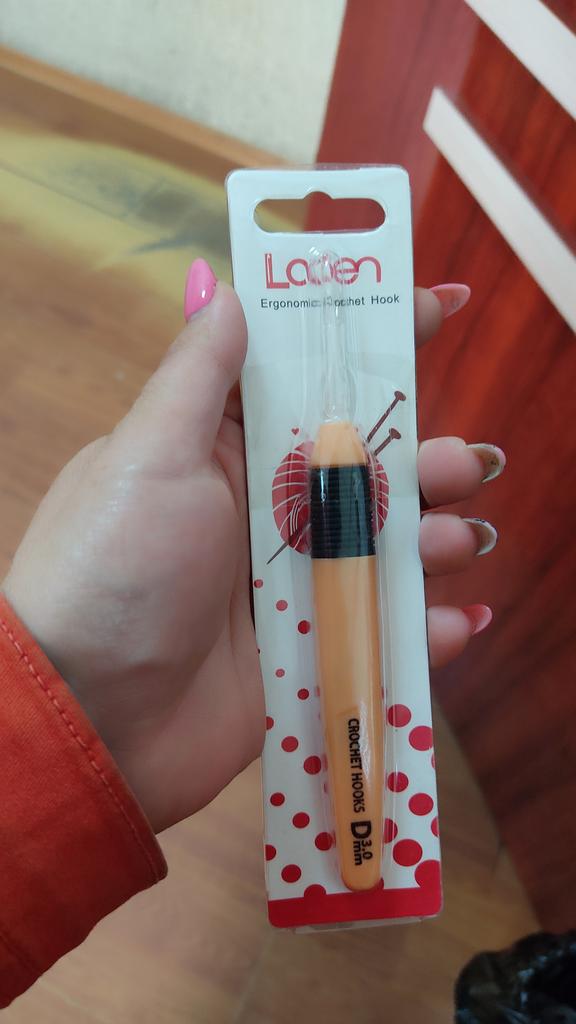 Laben
Ergonomic Crochet Hook
CROCHET HOOKS D 3.0
mm